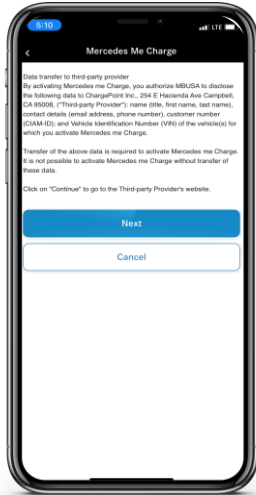 5:10
LTE
Mercedes Me Charge
Data transfer to third-party provider
By activating Mercedes me Charge, you authorize MBUSA to disclose
the following data to ChargePoint Inc., 254 E Hacienda Ave Campbell,
CA 95008, ("Third-party Provider"): name (title, first name, last name),
contact details (email address, phone number), customer number
(CIAM-ID); and Vehicle Identification Number (VIN) of the vehicle(s) for
which you activate Mercedes me Charge.
Transfer of the above data is required to activate Mercedes me Charge.
It is not possible to activate Mercedes me Charge without transfer of
these data.
Click on "Continue" to go to the Third-party Provider's website.
Next
Cancel